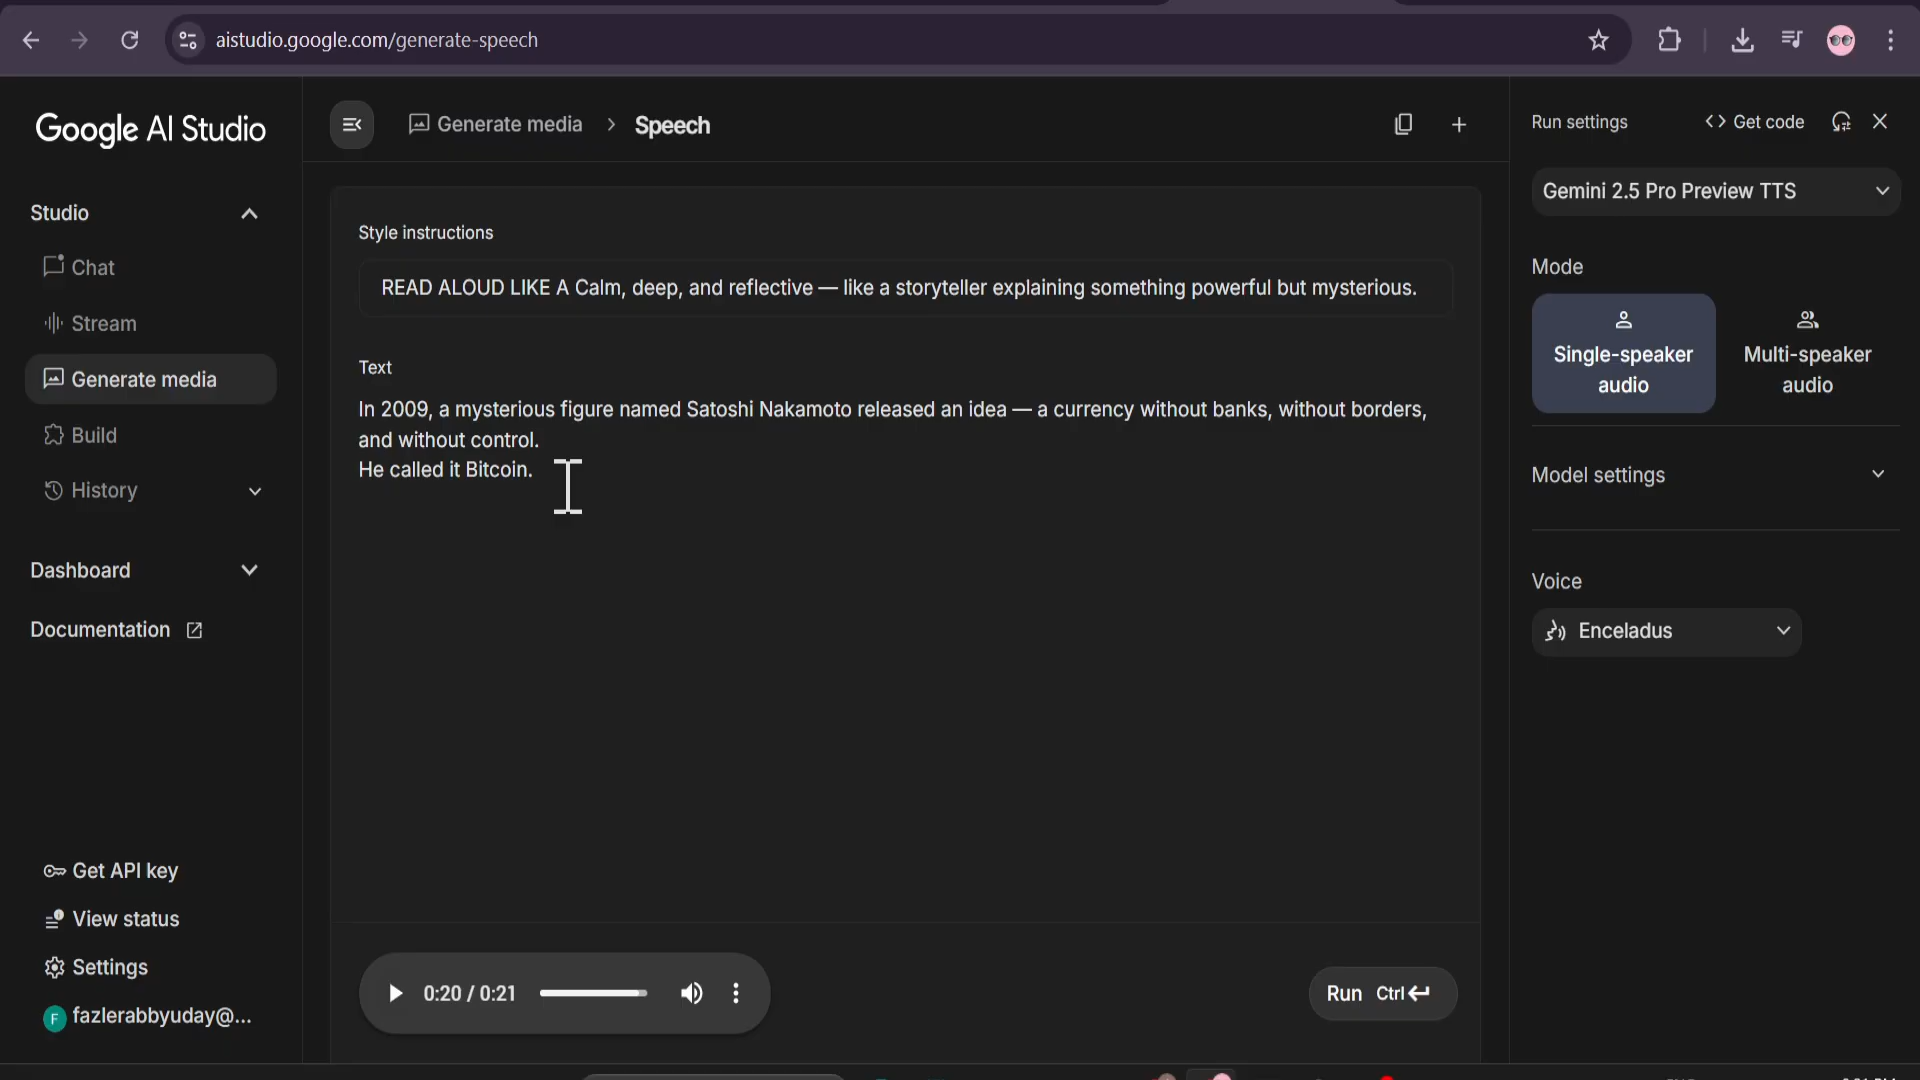 aistudio.google.com/generate-speech
Google AI Studio
Studio
Chat
Stream
Generate media
Build
History
Dashboard
Documentation
Get API key
View status
Settings
F fazlerabbyuday@...
Generate media > Speech
Style instructions
READ ALOUD LIKE A Calm, deep, and reflective — like a storyteller explaining something powerful but mysterious.
Text
In 2009, a mysterious figure named Satoshi Nakamoto released an idea — a currency without banks, without borders,
and without control.
He called it Bitcoin.
0:20 / 0:21
Run Ctrl
Run settings
<> Get code
Gemini 2.5 Pro Preview TTS
Mode
Single-speaker
audio
Multi-speaker
audio
Model settings
Voice
Enceladus